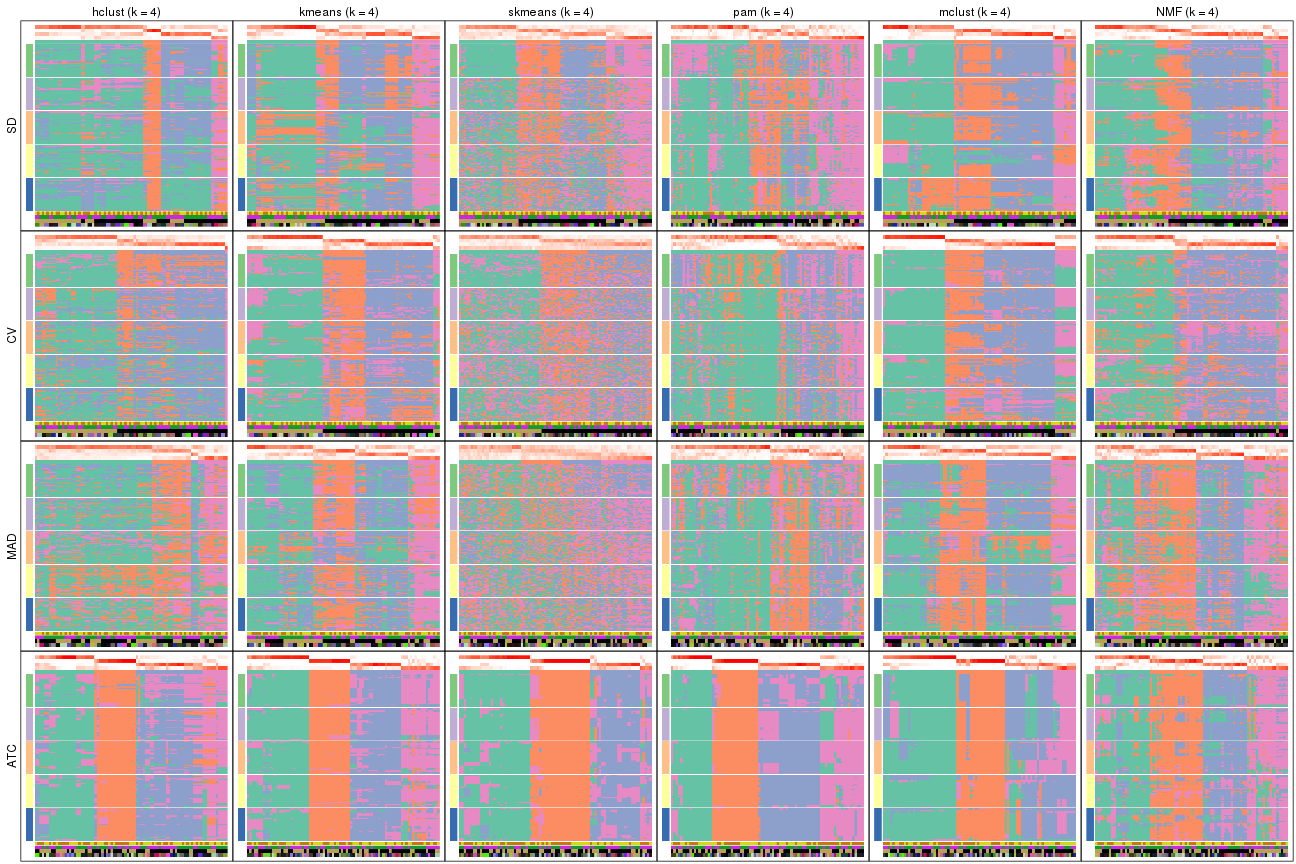 hclust (k = 4) kmeans (k = 4) skmeans (k = 4) pam (k = 4) mclust (k = 4) NMF (k = 4)
SD
CV
MAD
ATC